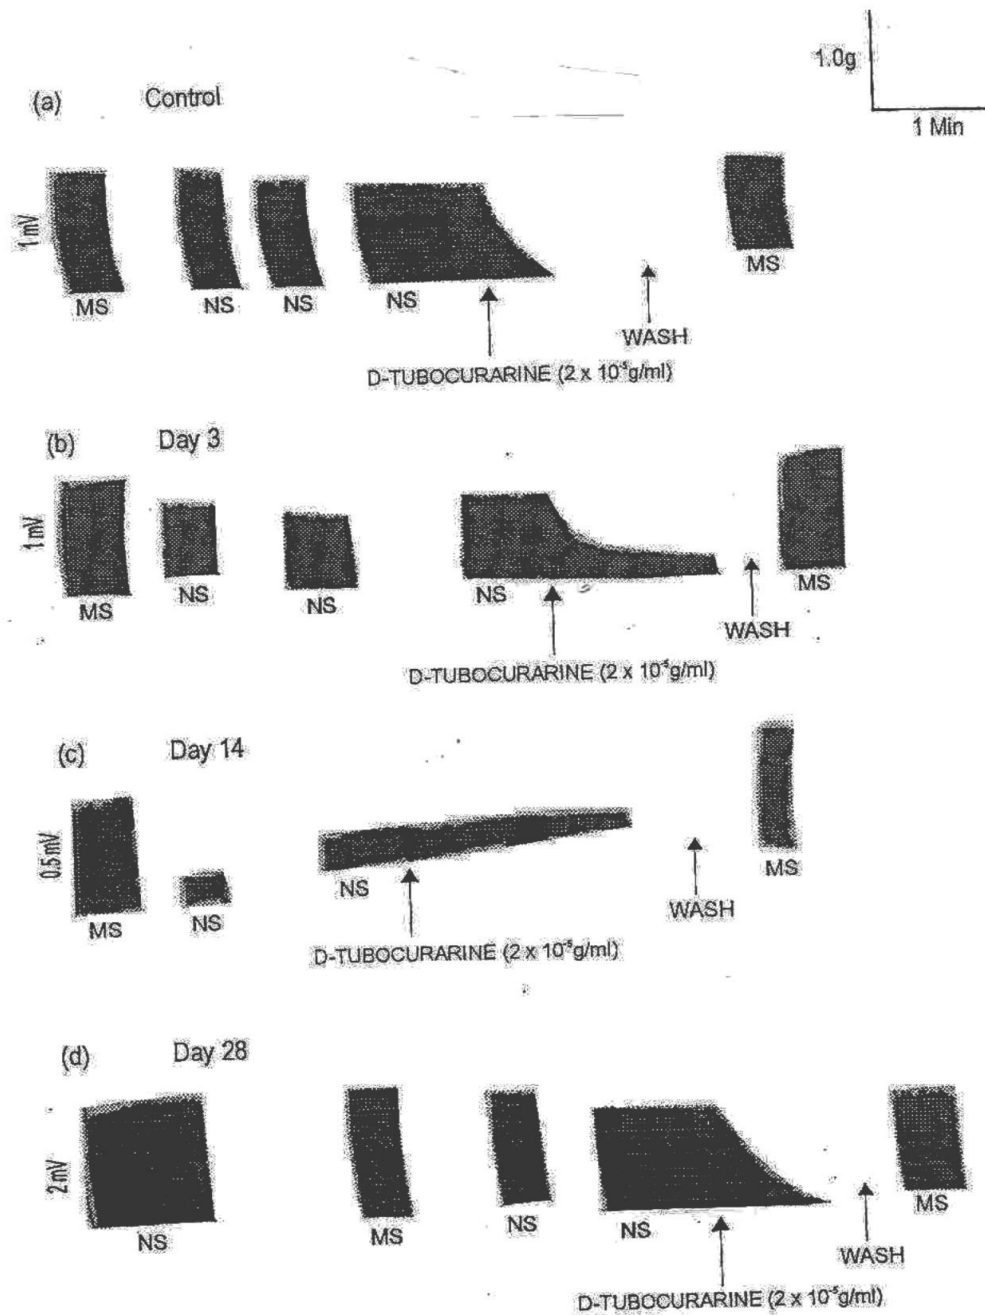 1.0g
1 Min
(a) Control
1 mV
MS NS NS NS MS
WASH
D-TUBOCURARINE (2 x 10⁻⁵g/ml)
(b) Day 3
1 mV
MS NS NS NS MS
WASH
D-TUBOCURARINE (2 x 10⁻⁵g/ml)
(c) Day 14
0.5 mV
MS NS NS MS
WASH
D-TUBOCURARINE (2 x 10⁻⁵g/ml)
(d) Day 28
2 mV
NS MS NS NS MS
WASH
D-TUBOCURARINE (2 x 10⁻⁵g/ml)